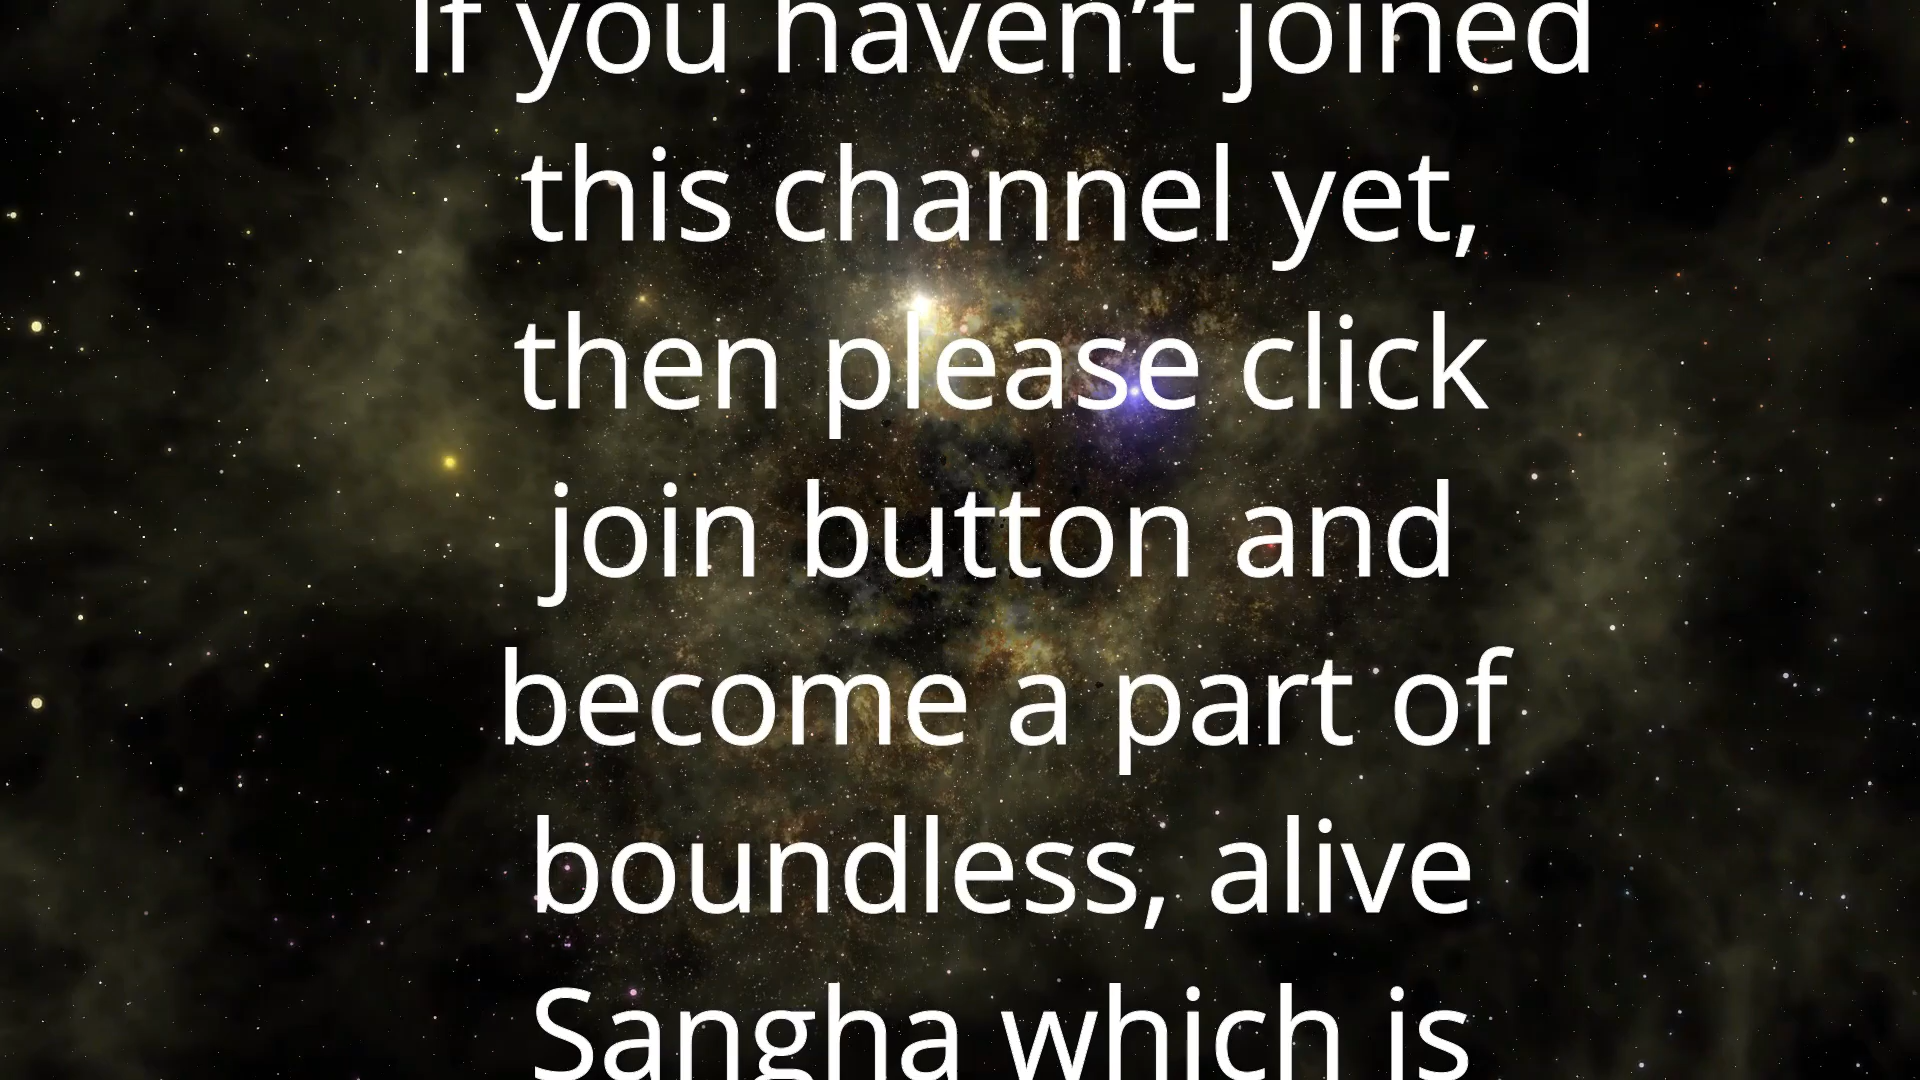 If you haven’t joined
this channel yet,
then please click
join button and
become a part of
boundless, alive
Sangha which is